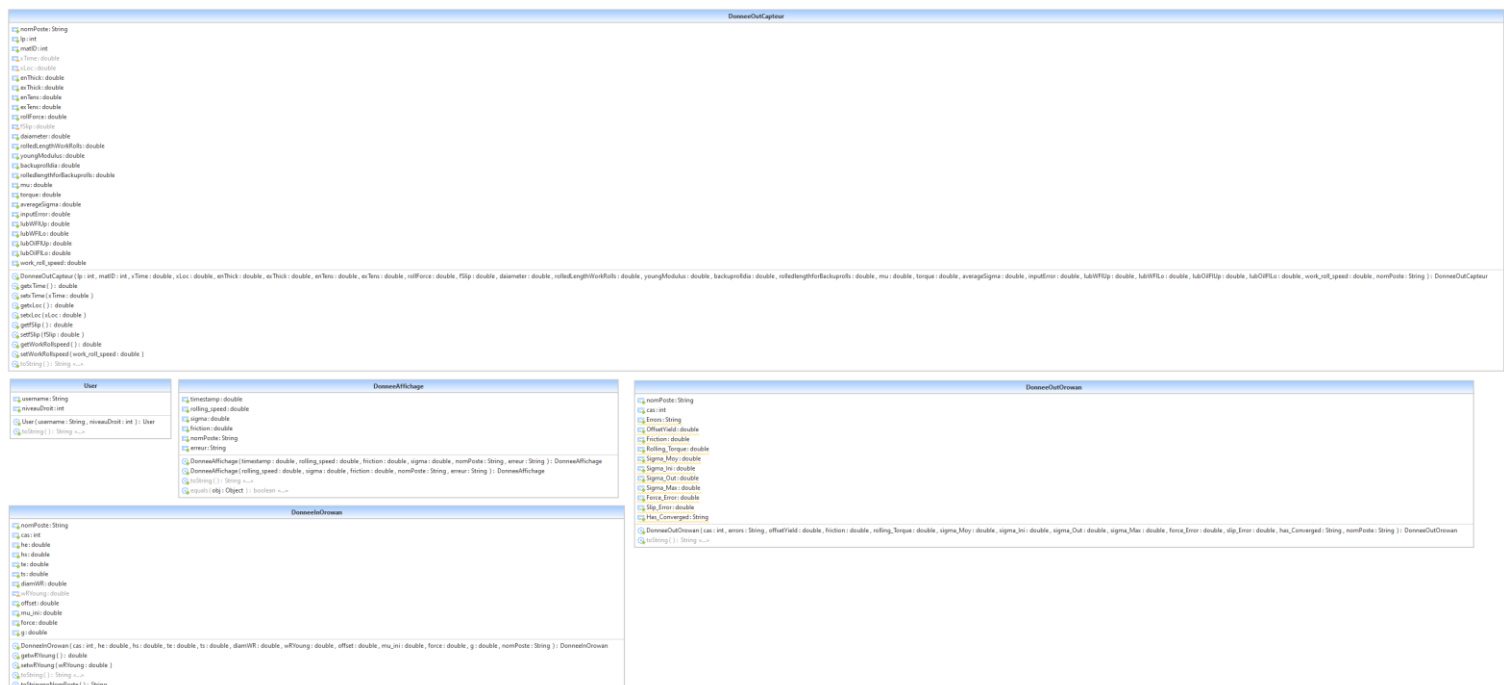 DonneeOutCapteur
nomPoste : String
lp : int
matID : int
xTime : double
xLoc : double
enThick : double
exThick : double
enTens : double
exTens : double
rollForce : double
fSlip : double
daiameter : double
rolledLengthWorkRolls : double
youngModulus : double
backuprolldia : double
rolledlengthforBackuprolls : double
mu : double
torque : double
averageSigma : double
inputError : double
lubWFlUp : double
lubWFlLo : double
lubOilFlUp : double
lubOilFlLo : double
work_roll_speed : double
DonneeOutCapteur ( lp : int , matID : int , xTime : double , xLoc : double , enThick : double , exThick : double , enTens : double , exTens : double , rollForce : double , fSlip : double , daiameter : double , rolledLengthWorkRolls : double , youngModulus : double , backuprolldia : double , rolledlengthforBackuprolls : double , mu : double , torque : double , averageSigma : double , inputError : double , lubWFlUp : double , lubWFlLo : double , lubOilFlUp : double , lubOilFlLo : double , work_roll_speed : double , nomPoste : String ) : DonneeOutCapteur
getxTime ( ) : double
setxTime ( xTime : double )
getxLoc ( ) : double
setxLoc ( xLoc : double )
getfSlip ( ) : double
setfSlip ( fSlip : double )
getWorkRollspeed ( ) : double
setWorkRollspeed ( work_roll_speed : double )
toString ( ) : String «...»
User
username : String
niveauDroit : int
User ( username : String , niveauDroit : int ) : User
toString ( ) : String «...»
DonneeAffichage
timestamp : double
rolling_speed : double
sigma : double
friction : double
nomPoste : String
erreur : String
DonneeAffichage ( timestamp : double , rolling_speed : double , friction : double , sigma : double , nomPoste : String , erreur : String ) : DonneeAffichage
DonneeAffichage ( rolling_speed : double , sigma : double , friction : double , nomPoste : String , erreur : String ) : DonneeAffichage
toString ( ) : String «...»
equals ( obj : Object ) : boolean «...»
DonneeOutOrowan
nomPoste : String
cas : int
Errors : String
OffsetYield : double
Friction : double
Rolling_Torque : double
Sigma_Moy : double
Sigma_Ini : double
Sigma_Out : double
Sigma_Max : double
Force_Error : double
Slip_Error : double
Has_Converged : String
DonneeOutOrowan ( cas : int , errors : String , offsetYield : double , friction : double , rolling_Torque : double , sigma_Moy : double , sigma_Ini : double , sigma_Out : double , sigma_Max : double , force_Error : double , slip_Error : double , has_Converged : String , nomPoste : String ) : DonneeOutOrowan
toString ( ) : String «...»
DonneeInOrowan
nomPoste : String
cas : int
he : double
hs : double
te : double
ts : double
diamWR : double
wRYoung : double
offset : double
mu_ini : double
force : double
g : double
DonneeInOrowan ( cas : int , he : double , hs : double , te : double , ts : double , diamWR : double , wRYoung : double , offset : double , mu_ini : double , force : double , g : double , nomPoste : String ) : DonneeInOrowan
getwRYoung ( ) : double
setwRYoung ( wRYoung : double )
toString ( ) : String «...»